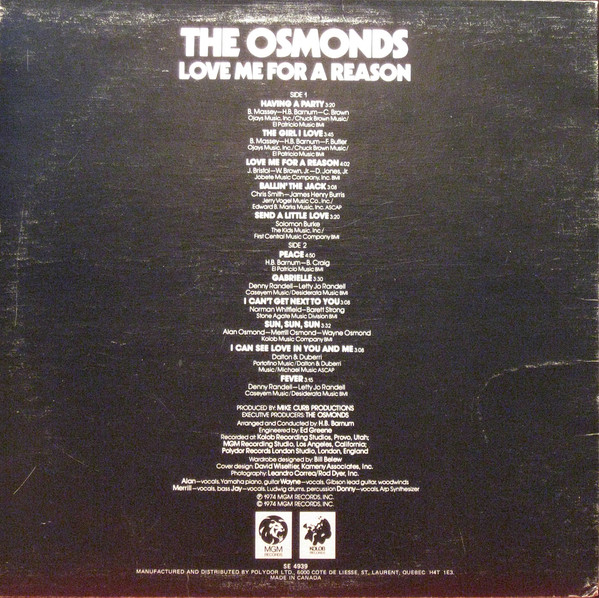 THE OSMONDS
LOVE ME FOR A REASON
SIDE 1
HAVING A PARTY 3:20
B. Massey—H.B. Barnum—C. Brown
Ojays Music, Inc./Chuck Brown Music/
El Patricio Music BMI
THE GIRL I LOVE 3:45
B. Massey—H.B. Barnum—F. Butler
Ojays Music, Inc./Chuck Brown Music/
El Patricio Music BMI
LOVE ME FOR A REASON 4:02
J. Bristol—W. Brown, Jr.—D. Jones, Jr.
Jobete Music Company, Inc. BMI
BALLIN' THE JACK 3:08
Chris Smith—James Henry Burris
Jerry Vogel Music Co., Inc./
Edward B. Marks Music, Inc. ASCAP
SEND A LITTLE LOVE 3:20
Solomon Burke
The Kids Music, Inc./
First Central Music Company BMI
SIDE 2
PEACE 4:50
H.B. Barnum—B. Craig
El Patricio Music BMI
GABRIELLE 3:30
Denny Randell—Letty Jo Randell
Caseyem Music/Desiderata Music BMI
I CAN'T GET NEXT TO YOU 3:08
Norman Whitfield—Barett Strong
Stone Agate Music Division BMI
SUN, SUN, SUN 3:32
Alan Osmond—Merrill Osmond—Wayne Osmond
Kolob Music Company BMI
I CAN SEE LOVE IN YOU AND ME 3:08
Dalton & Duberri
Portofino Music/Dalton & Duberri
Music/Michael Music ASCAP
FEVER 3:15
Denny Randell—Letty Jo Randell
Caseyem Music/Desiderata Music BMI
PRODUCED BY: MIKE CURB PRODUCTIONS
EXECUTIVE PRODUCERS: THE OSMONDS
Arranged and Conducted by: H.B. Barnum
Engineered by: Ed Greene
Recorded at: Kolob Recording Studios, Provo, Utah;
MGM Recording Studio, Los Angeles, California;
Polydor Records London Studio, London, England
Wardrobe designed by: Bill Belew
Cover design: David Wiseltier, Kameny Associates, Inc.
Photography: Leandro Correa/Rod Dyer, Inc.
Alan—vocals, Yamaha piano, guitar Wayne—vocals, Gibson lead guitar, woodwinds
Merrill—vocals, bass Jay—vocals, Ludwig drums, percussion Donny—vocals, Arp Synthesizer
℗ 1974 MGM RECORDS, INC.
© 1974 MGM RECORDS, INC.
MGM RECORDS
KOLOB RECORDS
SE 4939
MANUFACTURED AND DISTRIBUTED BY POLYDOR LTD., 6000 COTE DE LIESSE, ST, LAURENT, QUEBEC H4T 1E3.
MADE IN CANADA